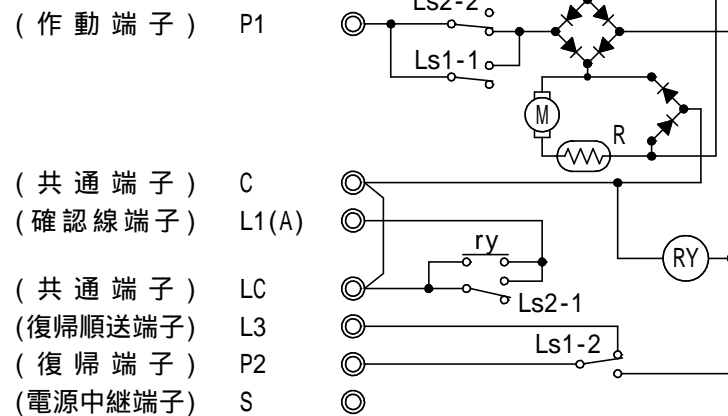 (作動端子) P1
Ls2-2
Ls1-1
M
R
(共通端子) C
(確認線端子) L1(A)
ry
RY
(共通端子) LC
Ls2-1
(復帰順送端子) L3
Ls1-2
(復帰端子) P2
(電源中継端子) S